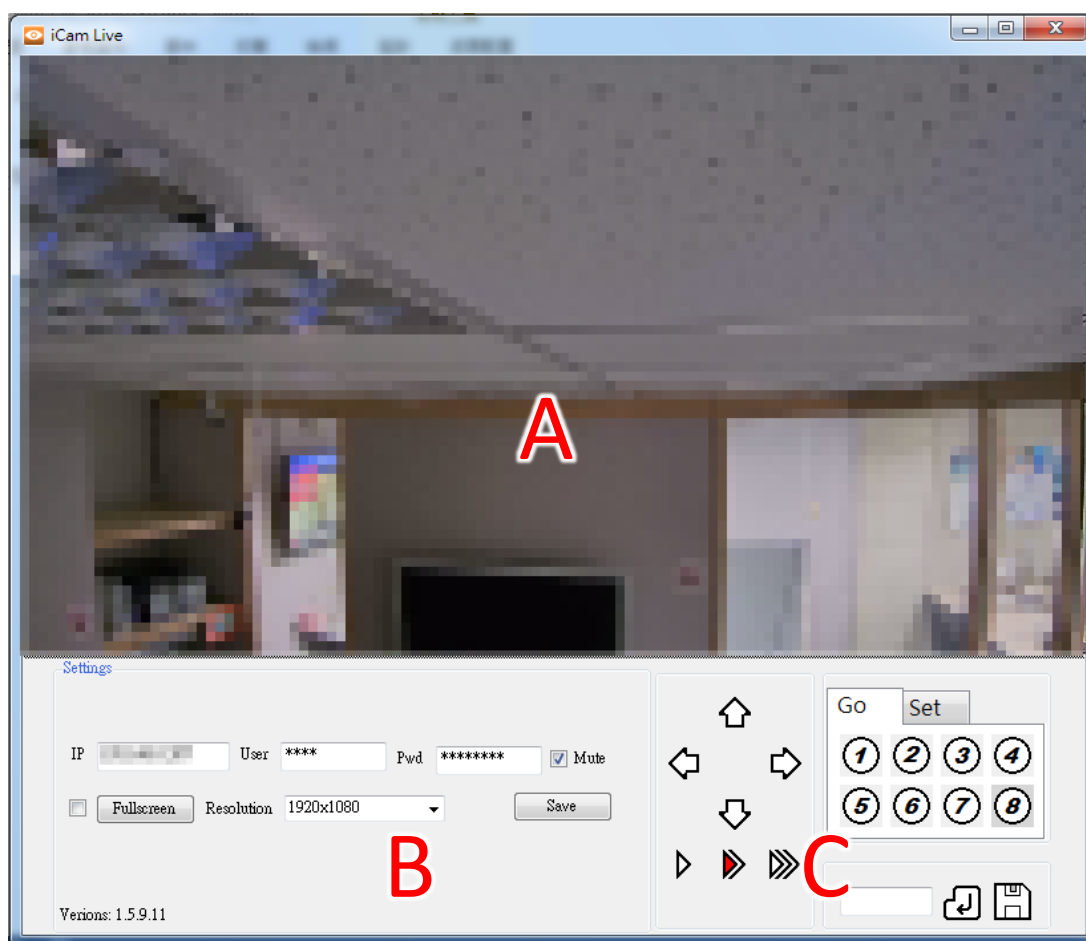 iCam Live
A
Settings
IP User **** Pwd ******** Mute
Fullscreen Resolution 1920x1080 Save
B
Verions: 1.5.9.11
Go Set
1 2 3 4
5 6 7 8
C